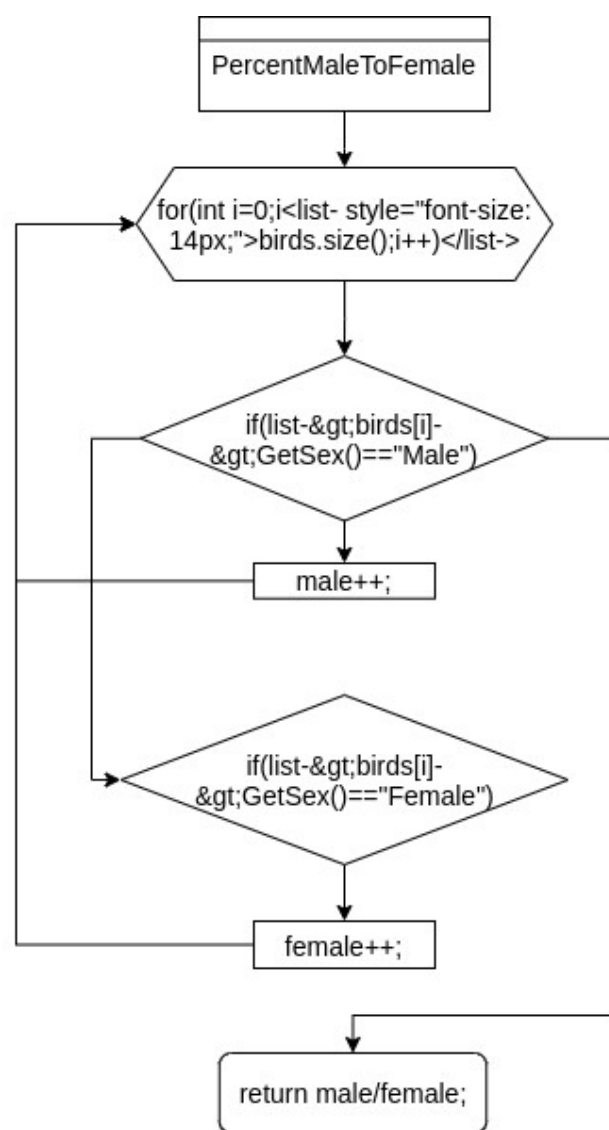 PercentMaleToFemale
for(int i=0;i<list- style="font-size:
14px;">birds.size();i++)</list->
if(list-&gt;birds[i]-
&gt;GetSex()=="Male")
male++;
if(list-&gt;birds[i]-
&gt;GetSex()=="Female")
female++;
return male/female;